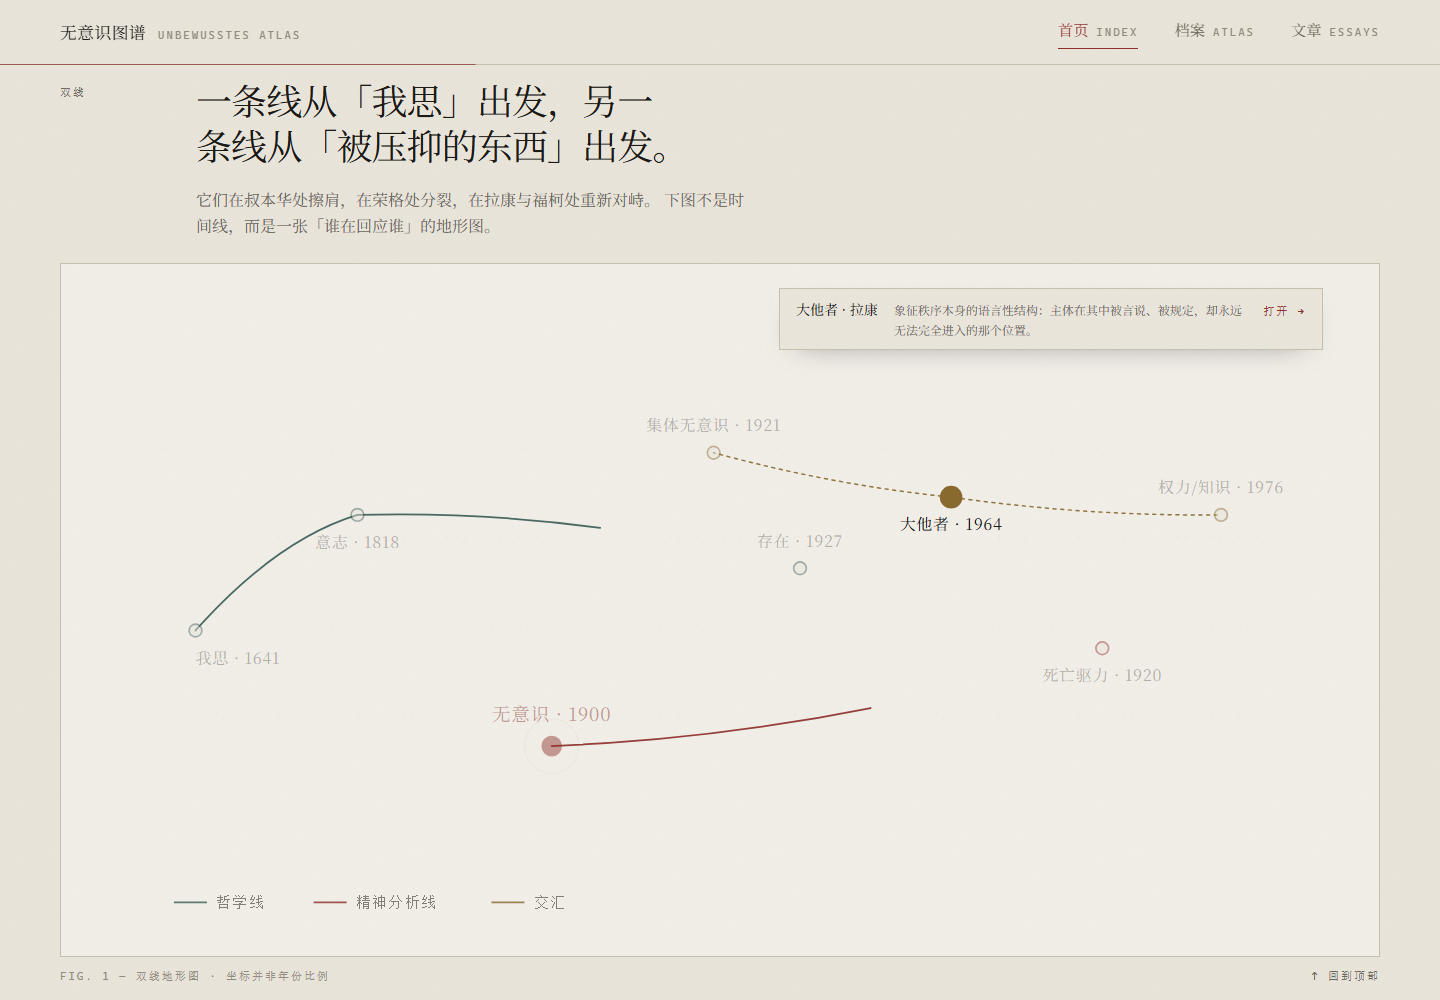 无意识图谱 UNBEWUSSTES ATLAS
首页 INDEX
档案 ATLAS
文章 ESSAYS
双线
一条线从「我思」出发，另一
条线从「被压抑的东西」出发。
它们在叔本华处擦肩，在荣格处分裂，在拉康与福柯处重新对峙。 下图不是时
间线，而是一张「谁在回应谁」的地形图。
大他者 · 拉康
象征秩序本身的语言性结构：主体在其中被言说、被规定，却永远
无法完全进入的那个位置。
打开 →
集体无意识 · 1921
权力/知识 · 1976
大他者 · 1964
意志 · 1818
存在 · 1927
我思 · 1641
死亡驱力 · 1920
无意识 · 1900
哲学线
精神分析线
交汇
FIG. 1 — 双线地形图 · 坐标并非年份比例
↑ 回到顶部